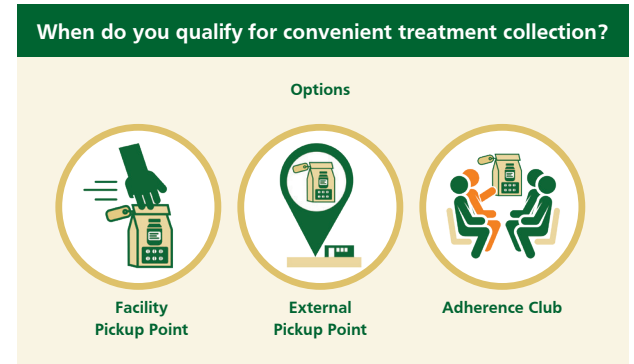 When do you qualify for convenient treatment collection?
Options
Facility
Pickup Point
External
Pickup Point
Adherence Club